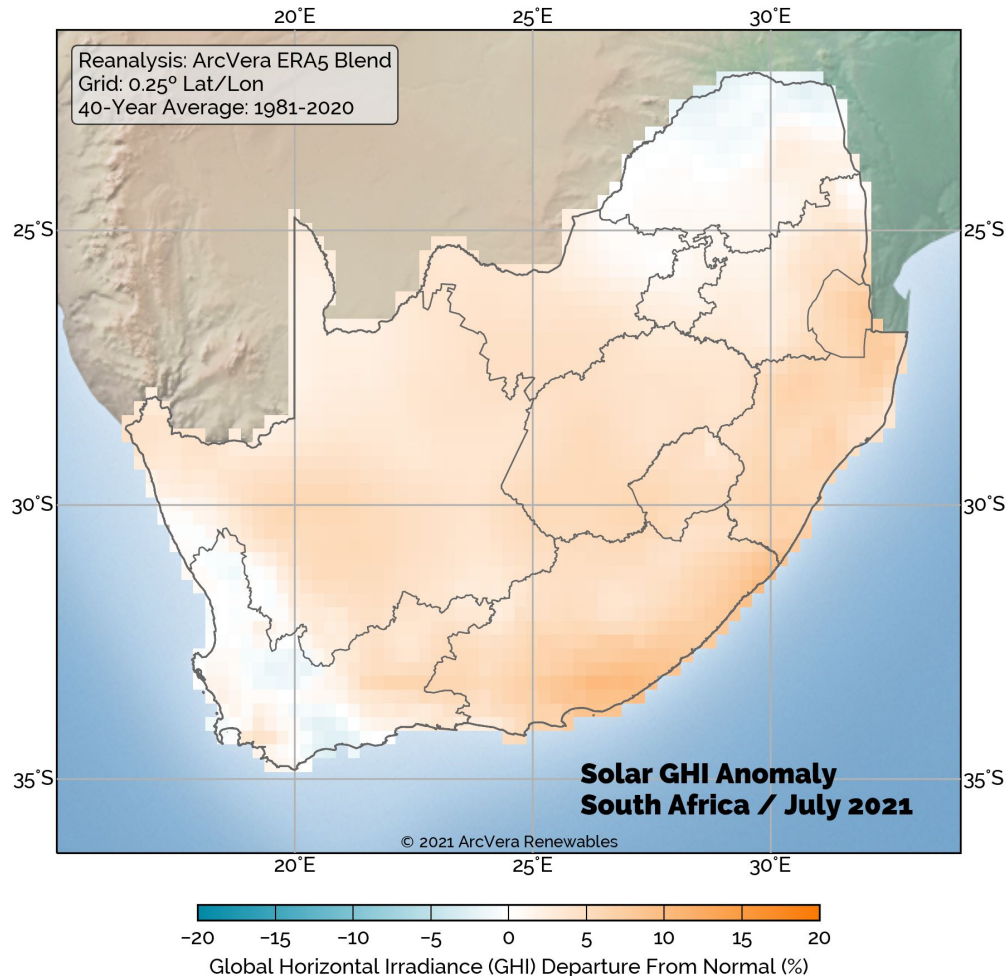 20°E 25°E 30°E
Reanalysis: ArcVera ERA5 Blend
Grid: 0.25º Lat/Lon
40-Year Average: 1981-2020
25°S 25°S
30°S 30°S
35°S 35°S
Solar GHI Anomaly
South Africa / July 2021
© 2021 ArcVera Renewables
20°E 25°E 30°E
−20 −15 −10 −5 0 5 10 15 20
Global Horizontal Irradiance (GHI) Departure From Normal (%)